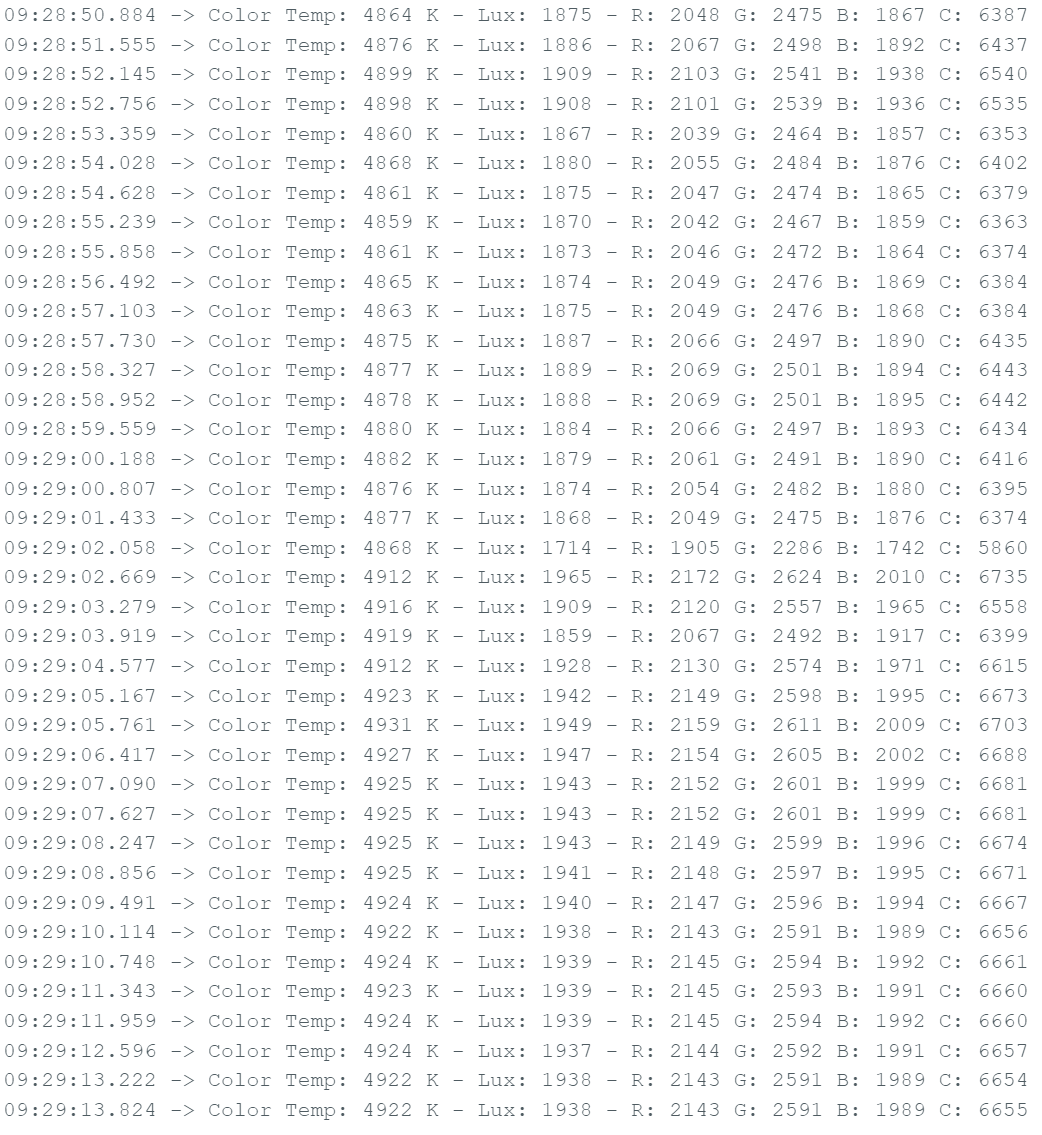 09:28:50.884 -> Color Temp: 4864 K - Lux: 1875 - R: 2048 G: 2475 B: 1867 C: 6387
09:28:51.555 -> Color Temp: 4876 K - Lux: 1886 - R: 2067 G: 2498 B: 1892 C: 6437
09:28:52.145 -> Color Temp: 4899 K - Lux: 1909 - R: 2103 G: 2541 B: 1938 C: 6540
09:28:52.756 -> Color Temp: 4898 K - Lux: 1908 - R: 2101 G: 2539 B: 1936 C: 6535
09:28:53.359 -> Color Temp: 4860 K - Lux: 1867 - R: 2039 G: 2464 B: 1857 C: 6353
09:28:54.028 -> Color Temp: 4868 K - Lux: 1880 - R: 2055 G: 2484 B: 1876 C: 6402
09:28:54.628 -> Color Temp: 4861 K - Lux: 1875 - R: 2047 G: 2474 B: 1865 C: 6379
09:28:55.239 -> Color Temp: 4859 K - Lux: 1870 - R: 2042 G: 2467 B: 1859 C: 6363
09:28:55.858 -> Color Temp: 4861 K - Lux: 1873 - R: 2046 G: 2472 B: 1864 C: 6374
09:28:56.492 -> Color Temp: 4865 K - Lux: 1874 - R: 2049 G: 2476 B: 1869 C: 6384
09:28:57.103 -> Color Temp: 4863 K - Lux: 1875 - R: 2049 G: 2476 B: 1868 C: 6384
09:28:57.730 -> Color Temp: 4875 K - Lux: 1887 - R: 2066 G: 2497 B: 1890 C: 6435
09:28:58.327 -> Color Temp: 4877 K - Lux: 1889 - R: 2069 G: 2501 B: 1894 C: 6443
09:28:58.952 -> Color Temp: 4878 K - Lux: 1888 - R: 2069 G: 2501 B: 1895 C: 6442
09:28:59.559 -> Color Temp: 4880 K - Lux: 1884 - R: 2066 G: 2497 B: 1893 C: 6434
09:29:00.188 -> Color Temp: 4882 K - Lux: 1879 - R: 2061 G: 2491 B: 1890 C: 6416
09:29:00.807 -> Color Temp: 4876 K - Lux: 1874 - R: 2054 G: 2482 B: 1880 C: 6395
09:29:01.433 -> Color Temp: 4877 K - Lux: 1868 - R: 2049 G: 2475 B: 1876 C: 6374
09:29:02.058 -> Color Temp: 4868 K - Lux: 1714 - R: 1905 G: 2286 B: 1742 C: 5860
09:29:02.669 -> Color Temp: 4912 K - Lux: 1965 - R: 2172 G: 2624 B: 2010 C: 6735
09:29:03.279 -> Color Temp: 4916 K - Lux: 1909 - R: 2120 G: 2557 B: 1965 C: 6558
09:29:03.919 -> Color Temp: 4919 K - Lux: 1859 - R: 2067 G: 2492 B: 1917 C: 6399
09:29:04.577 -> Color Temp: 4912 K - Lux: 1928 - R: 2130 G: 2574 B: 1971 C: 6615
09:29:05.167 -> Color Temp: 4923 K - Lux: 1942 - R: 2149 G: 2598 B: 1995 C: 6673
09:29:05.761 -> Color Temp: 4931 K - Lux: 1949 - R: 2159 G: 2611 B: 2009 C: 6703
09:29:06.417 -> Color Temp: 4927 K - Lux: 1947 - R: 2154 G: 2605 B: 2002 C: 6688
09:29:07.090 -> Color Temp: 4925 K - Lux: 1943 - R: 2152 G: 2601 B: 1999 C: 6681
09:29:07.627 -> Color Temp: 4925 K - Lux: 1943 - R: 2152 G: 2601 B: 1999 C: 6681
09:29:08.247 -> Color Temp: 4925 K - Lux: 1943 - R: 2149 G: 2599 B: 1996 C: 6674
09:29:08.856 -> Color Temp: 4925 K - Lux: 1941 - R: 2148 G: 2597 B: 1995 C: 6671
09:29:09.491 -> Color Temp: 4924 K - Lux: 1940 - R: 2147 G: 2596 B: 1994 C: 6667
09:29:10.114 -> Color Temp: 4922 K - Lux: 1938 - R: 2143 G: 2591 B: 1989 C: 6656
09:29:10.748 -> Color Temp: 4924 K - Lux: 1939 - R: 2145 G: 2594 B: 1992 C: 6661
09:29:11.343 -> Color Temp: 4923 K - Lux: 1939 - R: 2145 G: 2593 B: 1991 C: 6660
09:29:11.959 -> Color Temp: 4924 K - Lux: 1939 - R: 2145 G: 2594 B: 1992 C: 6660
09:29:12.596 -> Color Temp: 4924 K - Lux: 1937 - R: 2144 G: 2592 B: 1991 C: 6657
09:29:13.222 -> Color Temp: 4922 K - Lux: 1938 - R: 2143 G: 2591 B: 1989 C: 6654
09:29:13.824 -> Color Temp: 4922 K - Lux: 1938 - R: 2143 G: 2591 B: 1989 C: 6655